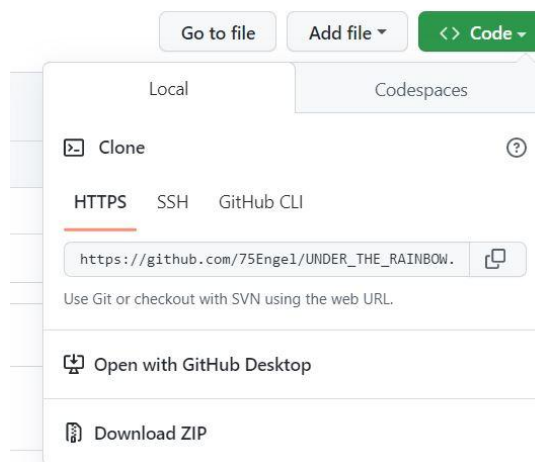 Go to file Add file <> Code
Local Codespaces
Clone
HTTPS SSH GitHub CLI
https://github.com/75Engel/UNDER_THE_RAINBOW.
Use Git or checkout with SVN using the web URL.
Open with GitHub Desktop
Download ZIP